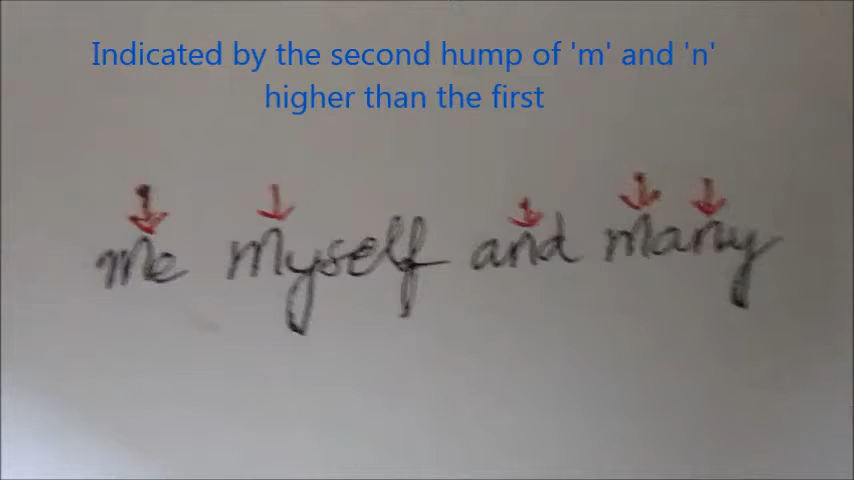 Indicated by the second hump of 'm' and 'n'
higher than the first
me myself and many